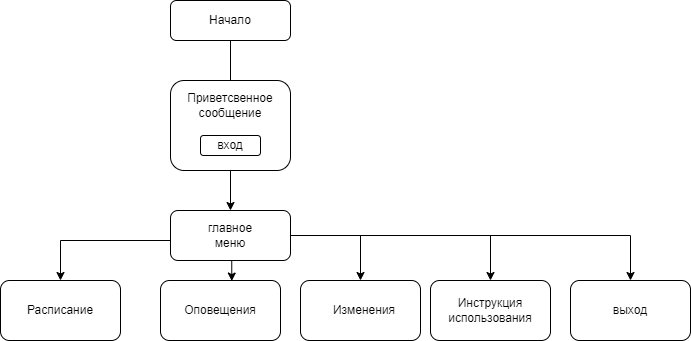 Начало
Приветсвенное
сообщение
вход
главное
меню
Расписание
Оповещения
Изменения
Инструкция
использования
выход